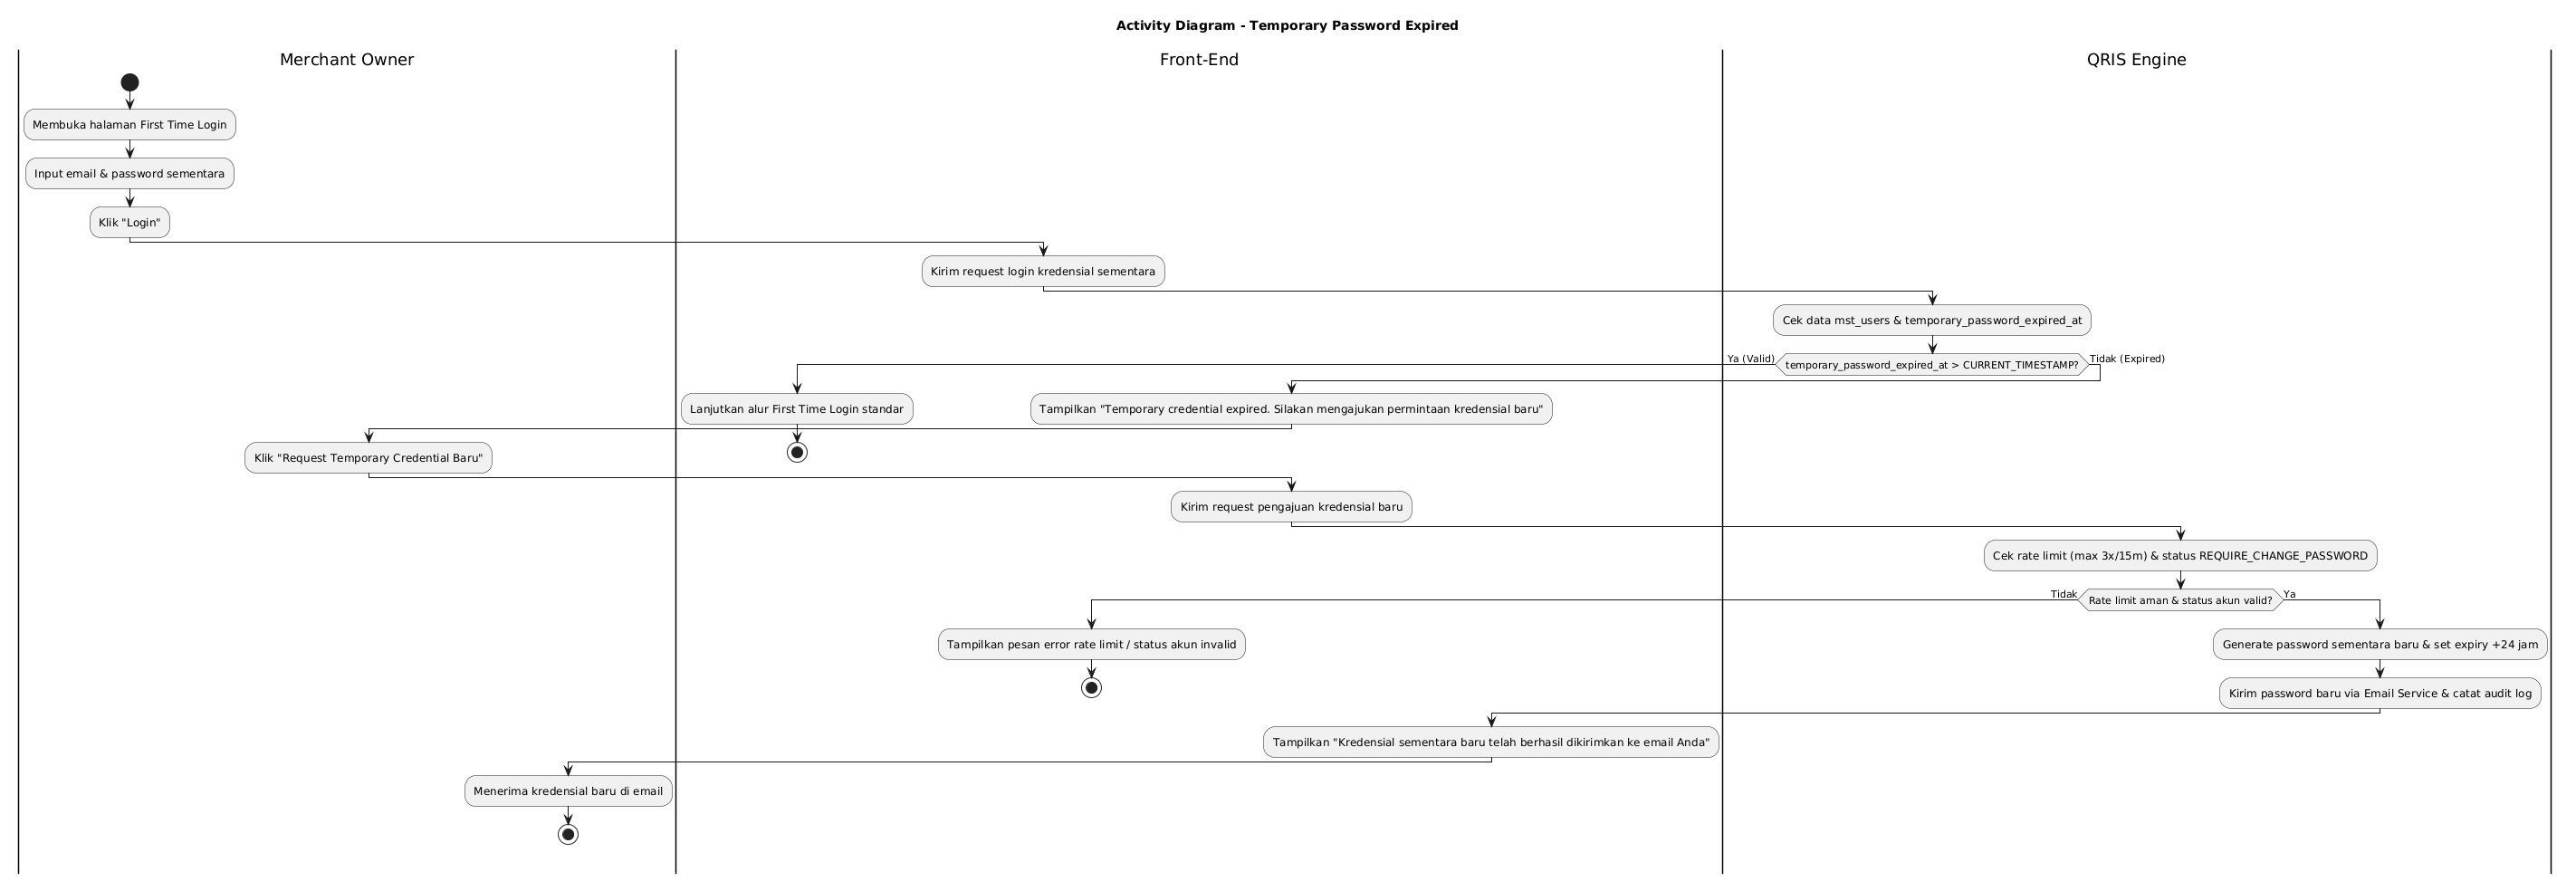 Activity Diagram - Temporary Password Expired
Merchant Owner
Front-End
QRIS Engine
Membuka halaman First Time Login
Input email & password sementara
Klik "Login"
Kirim request login kredensial sementara
Cek data mst_users & temporary_password_expired_at
Ya (Valid)
temporary_password_expired_at > CURRENT_TIMESTAMP?
Tidak (Expired)
Lanjutkan alur First Time Login standar
Tampilkan "Temporary credential expired. Silakan mengajukan permintaan kredensial baru"
Klik "Request Temporary Credential Baru"
Kirim request pengajuan kredensial baru
Cek rate limit (max 3x/15m) & status REQUIRE_CHANGE_PASSWORD
Tidak
Rate limit aman & status akun valid?
Ya
Tampilkan pesan error rate limit / status akun invalid
Generate password sementara baru & set expiry +24 jam
Kirim password baru via Email Service & catat audit log
Tampilkan "Kredensial sementara baru telah berhasil dikirimkan ke email Anda"
Menerima kredensial baru di email